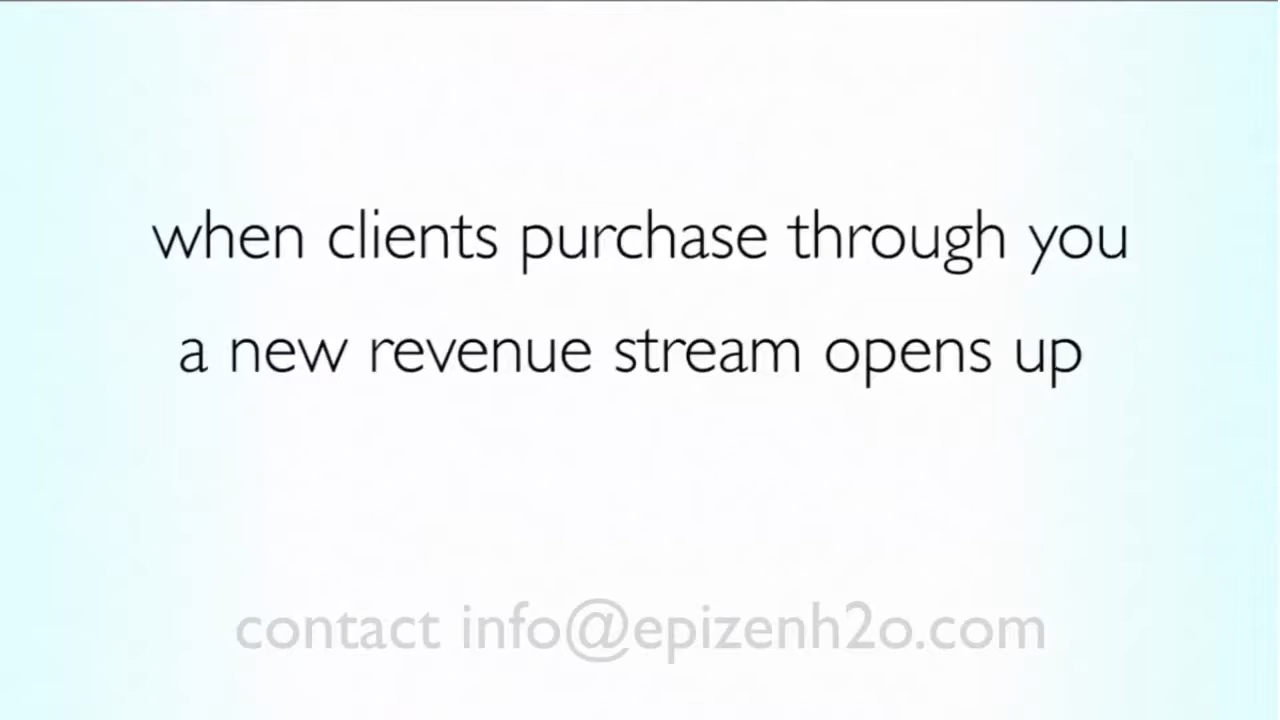 when clients purchase through you
a new revenue stream opens up
contact info@epizenh2o.com